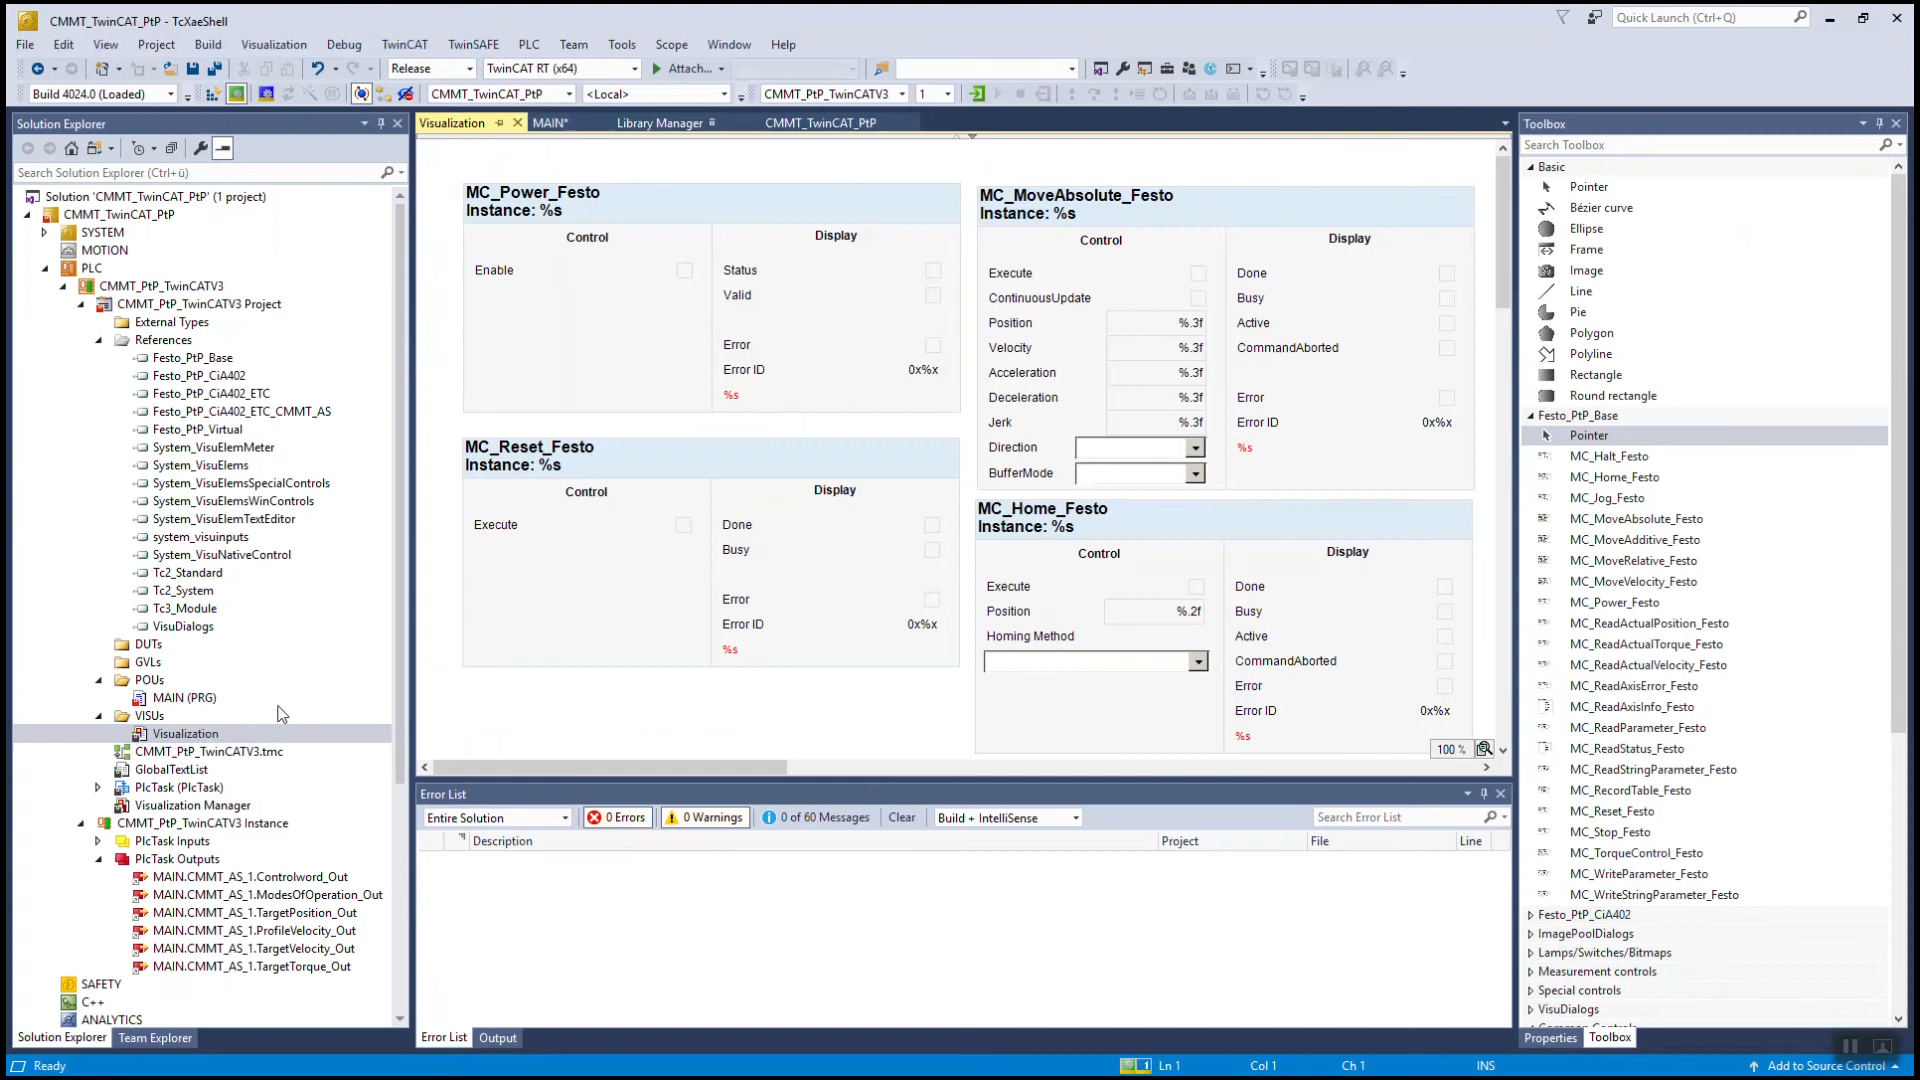 CMMT_TwinCAT_PtP - TcXaeShell
Quick Launch (Ctrl+Q)
File Edit View Project Build Visualization Debug TwinCAT TwinSAFE PLC Team Tools Scope Window Help
Release TwinCAT RT (x64) Attach...
Build 4024.0 (Loaded) CMMT_TwinCAT_PtP <Local> CMMT_PtP_TwinCATV3 1
Solution Explorer
Search Solution Explorer (Ctrl+ü)
Solution 'CMMT_TwinCAT_PtP' (1 project)
CMMT_TwinCAT_PtP
SYSTEM
MOTION
PLC
CMMT_PtP_TwinCATV3
CMMT_PtP_TwinCATV3 Project
External Types
References
Festo_PtP_Base
Festo_PtP_CiA402
Festo_PtP_CiA402_ETC
Festo_PtP_CiA402_ETC_CMMT_AS
Festo_PtP_Virtual
System_VisuElemMeter
System_VisuElems
System_VisuElemsSpecialControls
System_VisuElemsWinControls
System_VisuElemTextEditor
system_visuinputs
System_VisuNativeControl
Tc2_Standard
Tc2_System
Tc3_Module
VisuDialogs
DUTs
GVLs
POUs
MAIN (PRG)
VISUs
Visualization
CMMT_PtP_TwinCATV3.tmc
GlobalTextList
PlcTask (PlcTask)
Visualization Manager
CMMT_PtP_TwinCATV3 Instance
PlcTask Inputs
PlcTask Outputs
MAIN.CMMT_AS_1.Controlword_Out
MAIN.CMMT_AS_1.ModesOfOperation_Out
MAIN.CMMT_AS_1.TargetPosition_Out
MAIN.CMMT_AS_1.ProfileVelocity_Out
MAIN.CMMT_AS_1.TargetVelocity_Out
MAIN.CMMT_AS_1.TargetTorque_Out
SAFETY
C++
ANALYTICS
Solution Explorer Team Explorer
Visualization MAIN* Library Manager CMMT_TwinCAT_PtP
MC_Power_Festo
Instance: %s
Control Display
Enable Status
Valid
Error
Error ID 0x%x
%s
MC_Reset_Festo
Instance: %s
Control Display
Execute Done
Busy
Error
Error ID 0x%x
%s
MC_MoveAbsolute_Festo
Instance: %s
Control Display
Execute Done
ContinuousUpdate Busy
Position %.3f Active
Velocity %.3f CommandAborted
Acceleration %.3f
Deceleration %.3f Error
Jerk %.3f Error ID 0x%x
Direction %s
BufferMode
MC_Home_Festo
Instance: %s
Control Display
Execute Done
Position %.2f Busy
Homing Method Active
CommandAborted
Error
Error ID 0x%x
%s
100 %
Error List
Entire Solution 0 Errors 0 Warnings 0 of 60 Messages Clear Build + IntelliSense Search Error List
Description Project File Line
Error List Output
Toolbox
Search Toolbox
Basic
Pointer
Bézier curve
Ellipse
Frame
Image
Line
Pie
Polygon
Polyline
Rectangle
Round rectangle
Festo_PtP_Base
Pointer
MC_Halt_Festo
MC_Home_Festo
MC_Jog_Festo
MC_MoveAbsolute_Festo
MC_MoveAdditive_Festo
MC_MoveRelative_Festo
MC_MoveVelocity_Festo
MC_Power_Festo
MC_ReadActualPosition_Festo
MC_ReadActualTorque_Festo
MC_ReadActualVelocity_Festo
MC_ReadAxisError_Festo
MC_ReadAxisInfo_Festo
MC_ReadParameter_Festo
MC_ReadStatus_Festo
MC_ReadStringParameter_Festo
MC_RecordTable_Festo
MC_Reset_Festo
MC_Stop_Festo
MC_TorqueControl_Festo
MC_WriteParameter_Festo
MC_WriteStringParameter_Festo
Festo_PtP_CiA402
ImagePoolDialogs
Lamps/Switches/Bitmaps
Measurement controls
Special controls
VisuDialogs
Properties Toolbox
Ready 1 Ln 1 Col 1 Ch 1 INS Add to Source Control